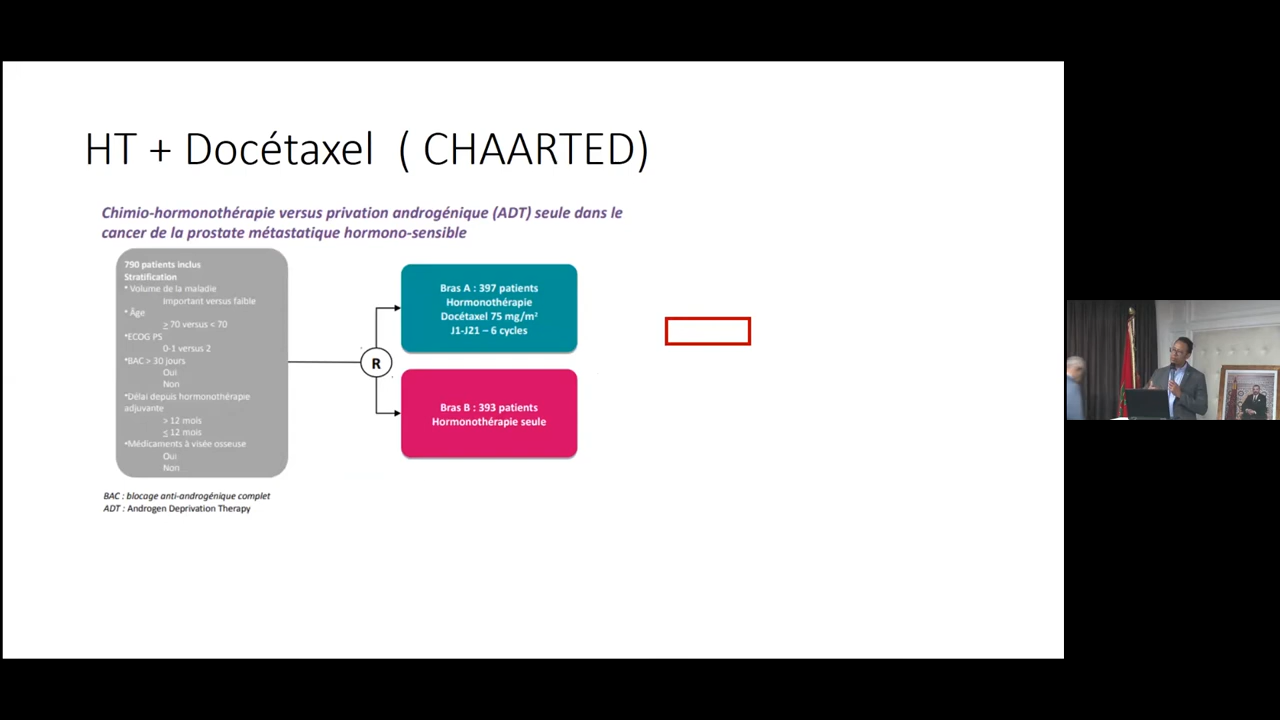 HT + Docétaxel ( CHAARTED)
Chimio-hormonothérapie versus privation androgénique (ADT) seule dans le
cancer de la prostate métastatique hormono-sensible
790 patients inclus
Stratification
• Volume de la maladie
Important versus faible
• Âge
≥ 70 versus < 70
•ECOG PS
0-1 versus 2
•BAC > 30 jours
Oui
Non
•Délai depuis hormonothérapie
adjuvante
> 12 mois
≤ 12 mois
•Médicaments à visée osseuse
Oui
Non
R
Bras A : 397 patients
Hormonothérapie
Docétaxel 75 mg/m²
J1-J21 – 6 cycles
Bras B : 393 patients
Hormonothérapie seule
BAC : blocage anti-androgénique complet
ADT : Androgen Deprivation Therapy